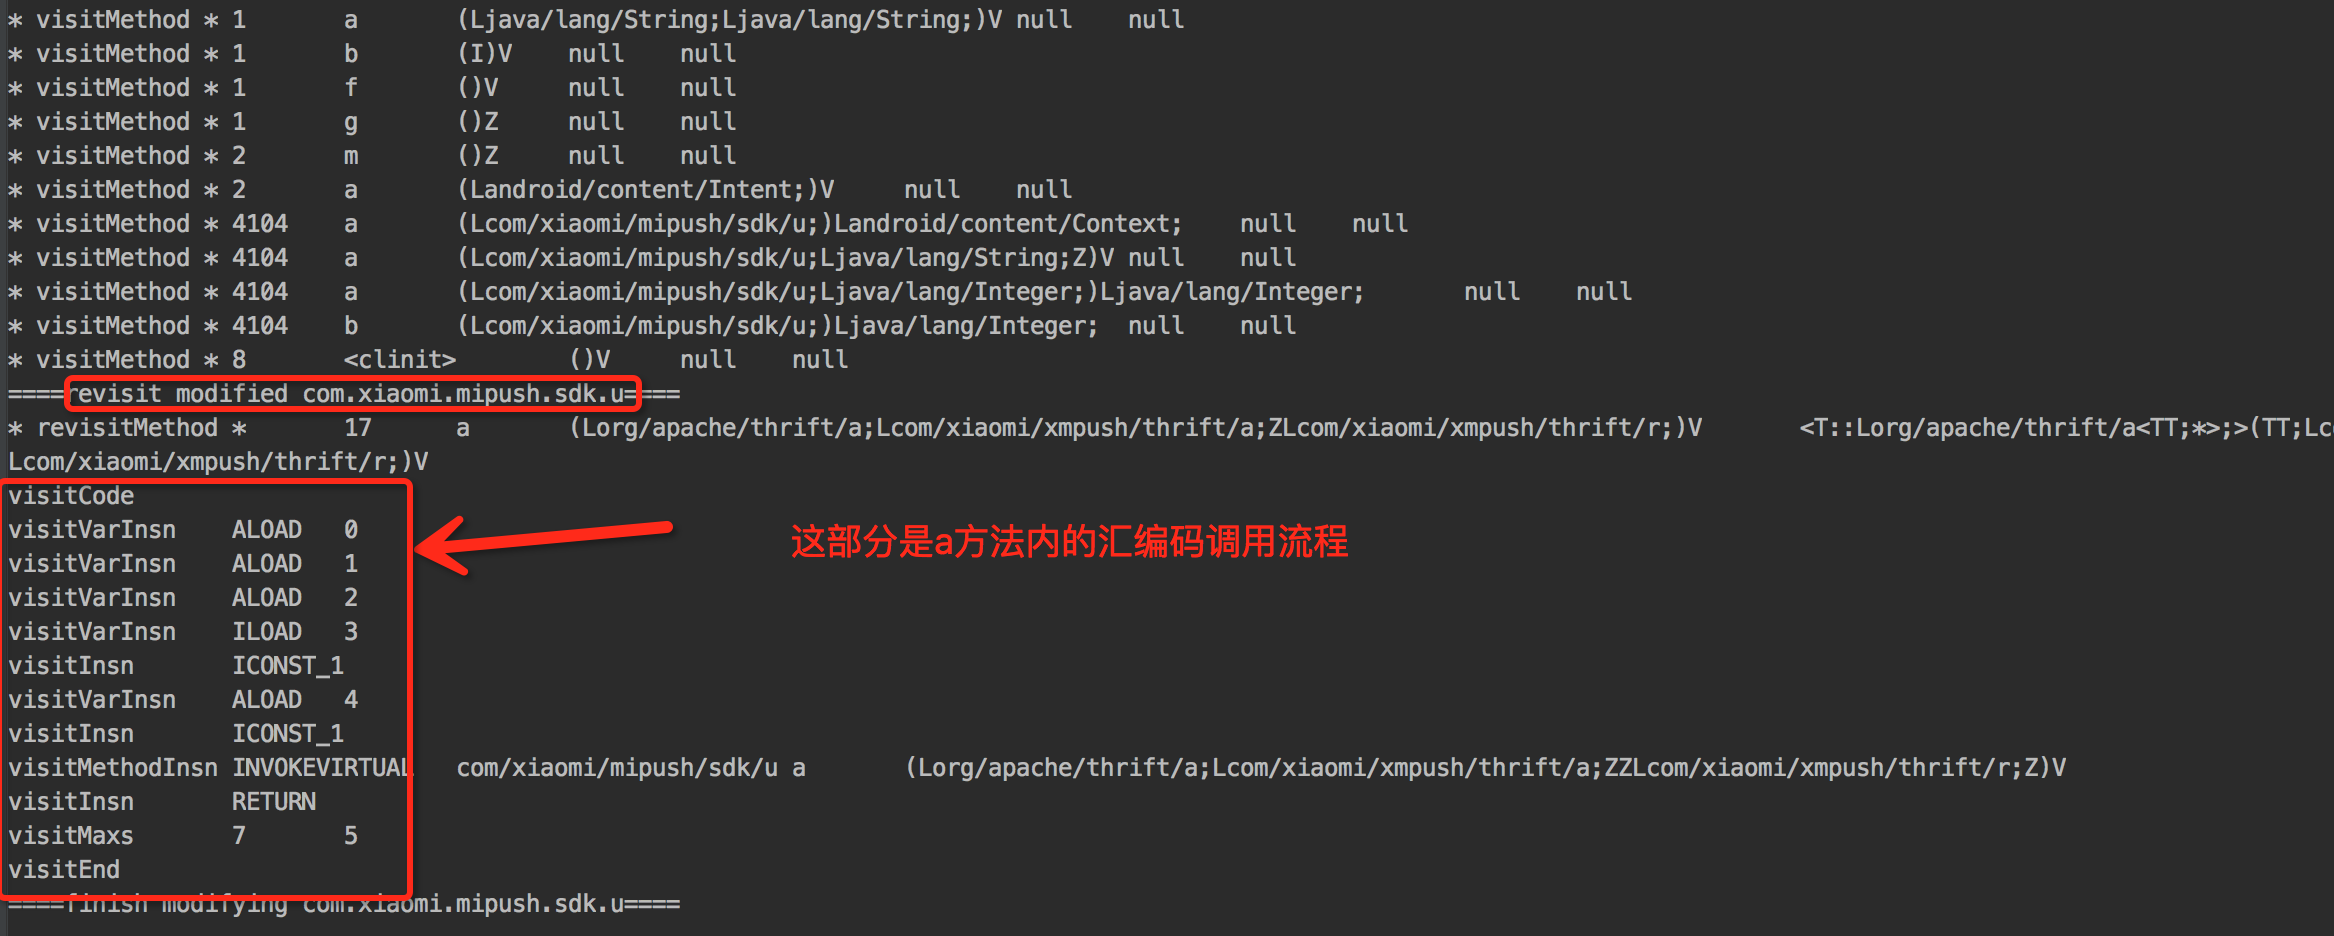 * visitMethod * 1 a (Ljava/lang/String;Ljava/lang/String;)V null null
* visitMethod * 1 b (I)V null null
* visitMethod * 1 f ()V null null
* visitMethod * 1 g ()Z null null
* visitMethod * 2 m ()Z null null
* visitMethod * 2 a (Landroid/content/Intent;)V null null
* visitMethod * 4104 a (Lcom/xiaomi/mipush/sdk/u;)Landroid/content/Context; null null
* visitMethod * 4104 a (Lcom/xiaomi/mipush/sdk/u;Ljava/lang/String;Z)V null null
* visitMethod * 4104 a (Lcom/xiaomi/mipush/sdk/u;Ljava/lang/Integer;)Ljava/lang/Integer; null null
* visitMethod * 4104 b (Lcom/xiaomi/mipush/sdk/u;)Ljava/lang/Integer; null null
* visitMethod * 8 <clinit> ()V null null
====revisit modified com.xiaomi.mipush.sdk.u====
* revisitMethod * 17 a (Lorg/apache/thrift/a;Lcom/xiaomi/xmpush/thrift/a;ZLcom/xiaomi/xmpush/thrift/r;)V <T::Lorg/apache/thrift/a<TT;*>;>(TT;Lc
Lcom/xiaomi/xmpush/thrift/r;)V
visitCode
visitVarInsn ALOAD 0
这部分是a方法内的汇编码调用流程
visitVarInsn ALOAD 1
visitVarInsn ALOAD 2
visitVarInsn ILOAD 3
visitInsn ICONST_1
visitVarInsn ALOAD 4
visitInsn ICONST_1
visitMethodInsn INVOKEVIRTUAL com/xiaomi/mipush/sdk/u a (Lorg/apache/thrift/a;Lcom/xiaomi/xmpush/thrift/a;ZZLcom/xiaomi/xmpush/thrift/r;Z)V
visitInsn RETURN
visitMaxs 7 5
visitEnd
====finish modifying com.xiaomi.mipush.sdk.u====